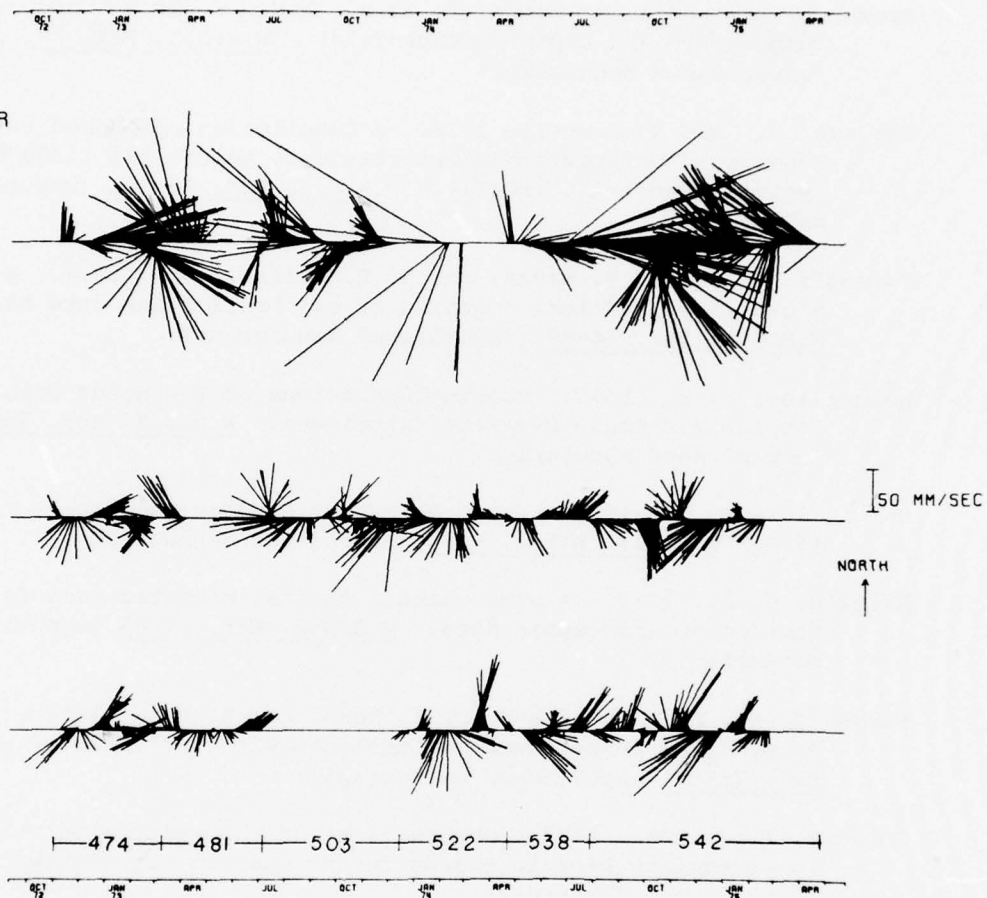 OCT JAN APR JUL OCT JAN APR JUL OCT JAN APR
72 73 74 75
R
50 MM/SEC
NORTH
474 481 503 522 538 542
OCT JAN APR JUL OCT JAN APR JUL OCT JAN APR
72 73 74 75